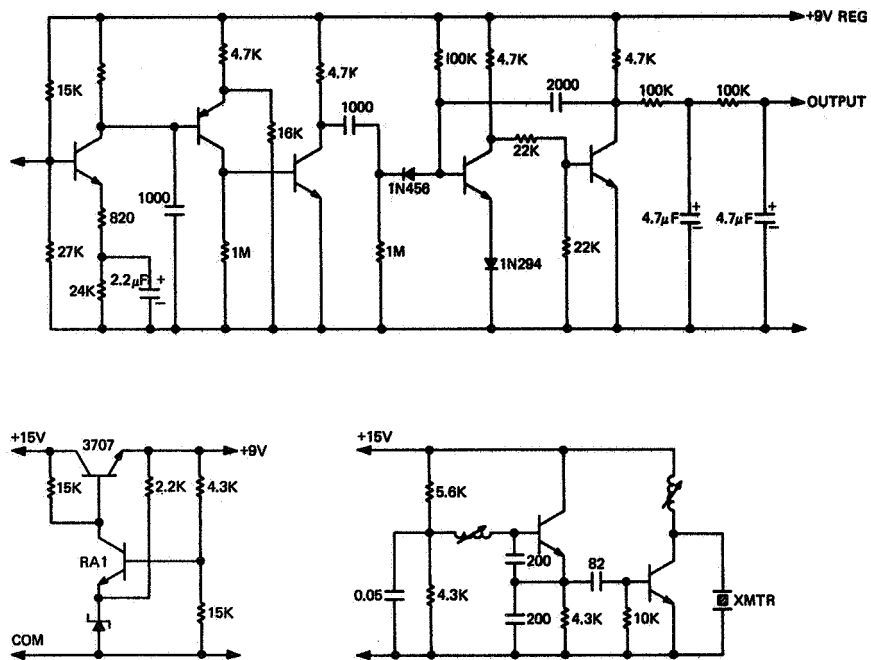 +9V REG
4.7K
100K
4.7K
4.7K
4.7K
15K
2000
100K
100K
1000
OUTPUT
16K
22K
1N456
1000
820
4.7µF
+
−
4.7µF
+
−
27K
1M
1M
22K
2.2µF
+
−
1N294
24K
+15V
3707
+9V
15K
2.2K
4.3K
RA1
15K
COM
+15V
5.6K
200
82
0.05
4.3K
XMTR
200
4.3K
10K